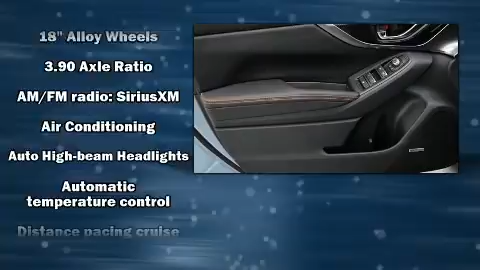 18" Alloy Wheels
3.90 Axle Ratio
AM/FM radio: SiriusXM
Air Conditioning
Auto High-beam Headlights
Automatic
temperature control
Distance pacing cruise